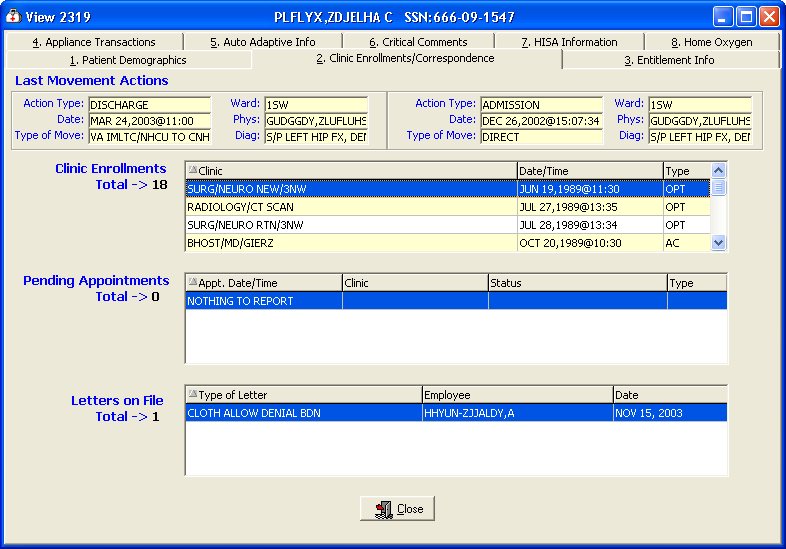 View 2319 PLFLYX,ZDJELHA C SSN:666-09-1547
4. Appliance Transactions 5. Auto Adaptive Info 6. Critical Comments 7. HISA Information 8. Home Oxygen
1. Patient Demographics 2. Clinic Enrollments/Correspondence 3. Entitlement Info
Last Movement Actions
Action Type: DISCHARGE Ward: 1SW Action Type: ADMISSION Ward: 1SW
Date: MAR 24,2003@11:00 Phys: GUDGGDY,ZLUFLUHS Date: DEC 26,2002@15:07:34 Phys: GUDGGDY,ZLUFLUHS
Type of Move: VA IMLTC/NHCU TO CNH Diag: S/P LEFT HIP FX, DEN Type of Move: DIRECT Diag: S/P LEFT HIP FX, DEN
Clinic Enrollments
Total -> 18
Clinic Date/Time Type
SURG/NEURO NEW/3NW JUN 19,1989@11:30 OPT
RADIOLOGY/CT SCAN JUL 27,1989@13:35 OPT
SURG/NEURO RTN/3NW JUL 28,1989@13:34 OPT
BHOST/MD/GIERZ OCT 20,1989@10:30 AC
Pending Appointments
Total -> 0
Appt. Date/Time Clinic Status Type
NOTHING TO REPORT
Letters on File
Total -> 1
Type of Letter Employee Date
CLOTH ALLOW DENIAL BDN HHYUN-ZJJALDY,A NOV 15, 2003
Close